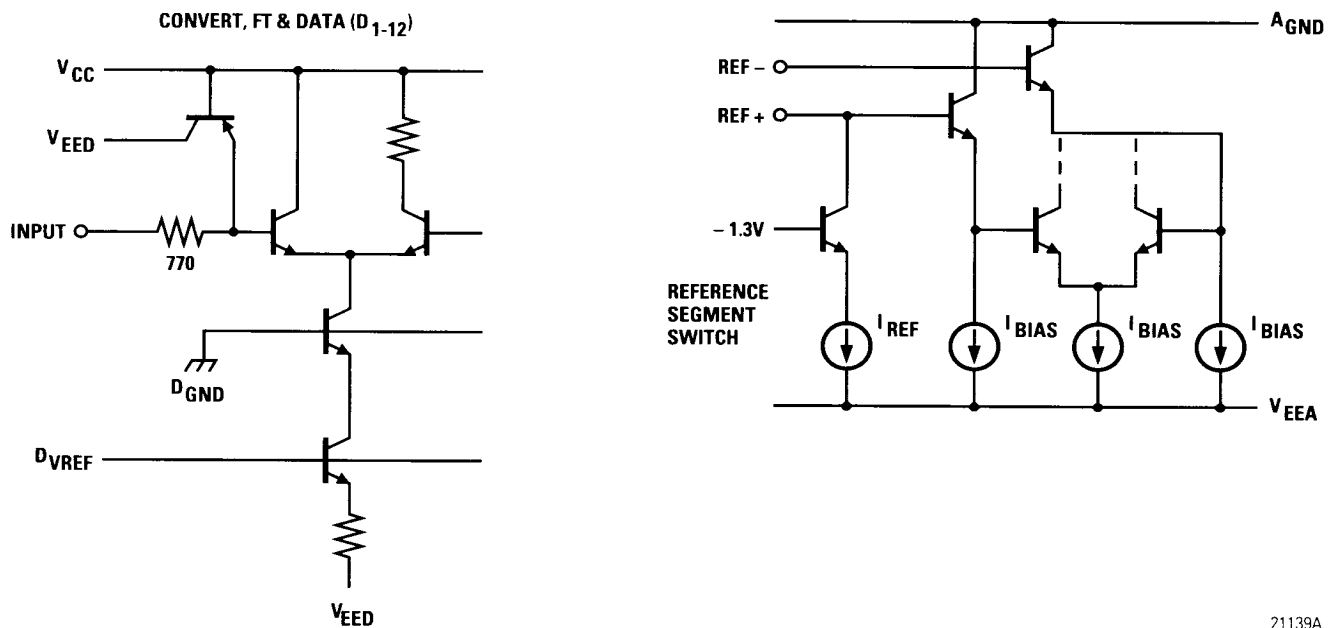 CONVERT, FT & DATA (D1-12)
VCC
VEED
INPUT
770
DGND
DVREF
VEED
AGND
REF –
REF +
– 1.3V
REFERENCE
SEGMENT
SWITCH
IREF
IBIAS
IBIAS
IBIAS
VEEA
21139A